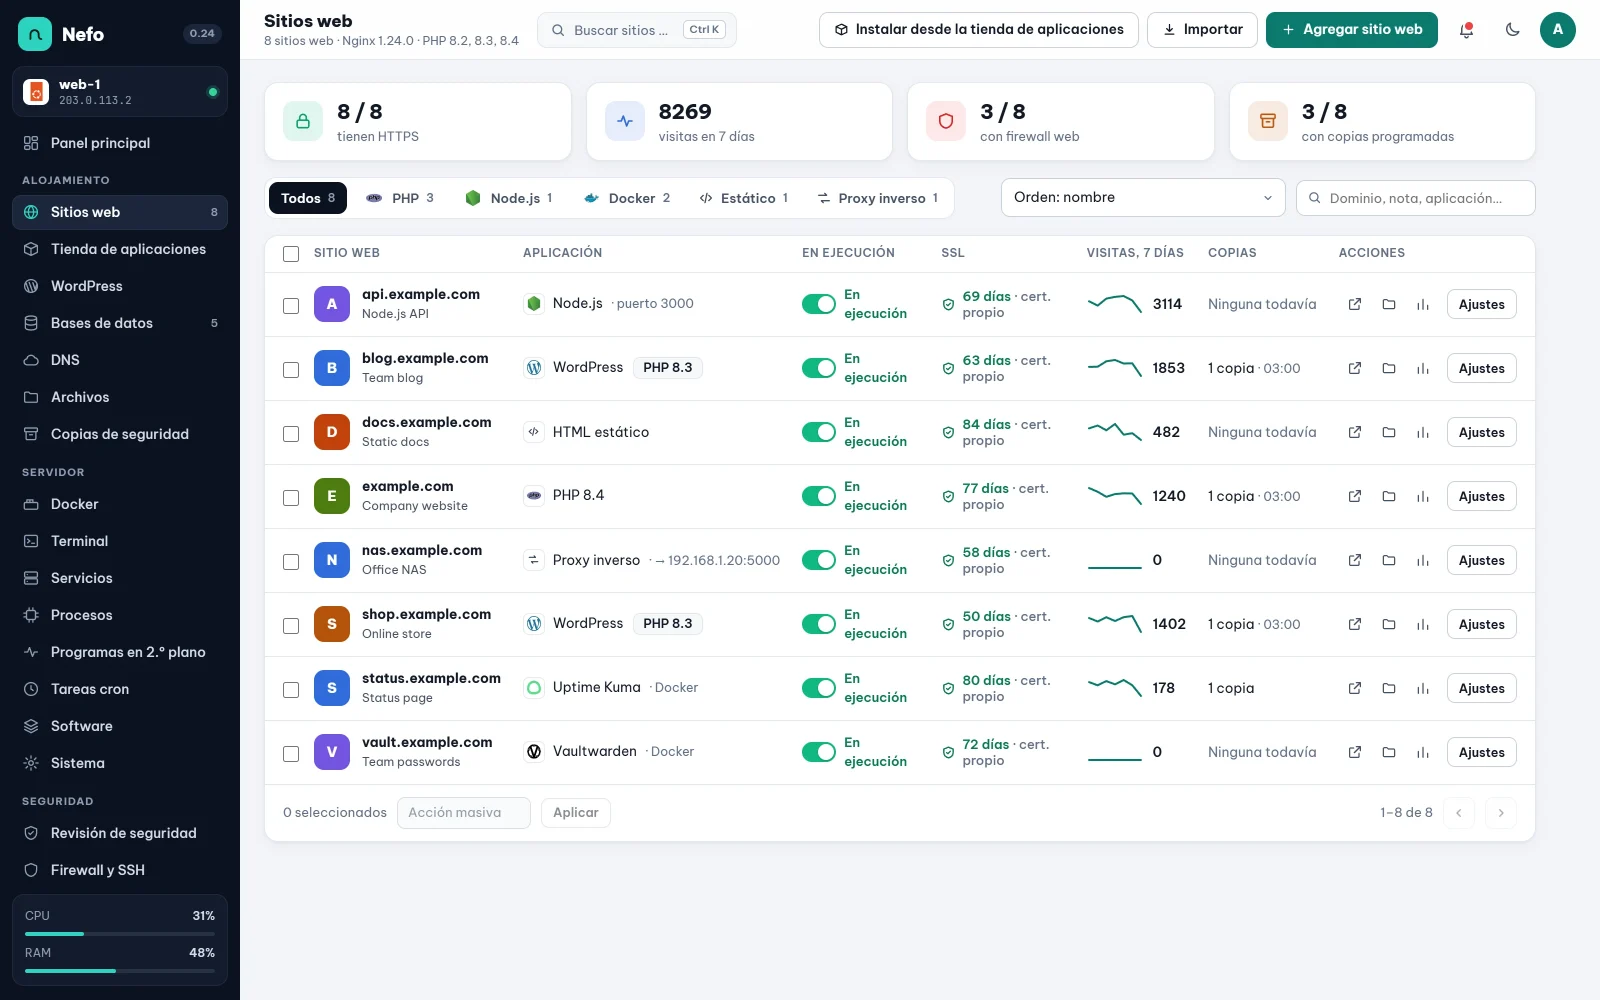 Nefo
0.24
web-1
203.0.113.2
Panel principal
ALOJAMIENTO
Sitios web 8
Tienda de aplicaciones
WordPress
Bases de datos 5
DNS
Archivos
Copias de seguridad
SERVIDOR
Docker
Terminal
Servicios
Procesos
Programas en 2.º plano
Tareas cron
Software
Sistema
SEGURIDAD
Revisión de seguridad
Firewall y SSH
CPU 31%
RAM 48%
Sitios web
8 sitios web · Nginx 1.24.0 · PHP 8.2, 8.3, 8.4
Buscar sitios ... Ctrl K
Instalar desde la tienda de aplicaciones
Importar
Agregar sitio web
A
8 / 8
tienen HTTPS
8269
visitas en 7 días
3 / 8
con firewall web
3 / 8
con copias programadas
Todos 8
PHP 3
Node.js 1
Docker 2
Estático 1
Proxy inverso 1
Orden: nombre
Dominio, nota, aplicación...
SITIO WEB APLICACIÓN EN EJECUCIÓN SSL VISITAS, 7 DÍAS COPIAS ACCIONES
A api.example.com
Node.js API
Node.js · puerto 3000
En ejecución
69 días · cert. propio
3114
Ninguna todavía
Ajustes
B blog.example.com
Team blog
WordPress PHP 8.3
En ejecución
63 días · cert. propio
1853
1 copia · 03:00
Ajustes
D docs.example.com
Static docs
HTML estático
En ejecución
84 días · cert. propio
482
Ninguna todavía
Ajustes
E example.com
Company website
PHP 8.4
En ejecución
77 días · cert. propio
1240
1 copia · 03:00
Ajustes
N nas.example.com
Office NAS
Proxy inverso · → 192.168.1.20:5000
En ejecución
58 días · cert. propio
0
Ninguna todavía
Ajustes
S shop.example.com
Online store
WordPress PHP 8.3
En ejecución
50 días · cert. propio
1402
1 copia · 03:00
Ajustes
S status.example.com
Status page
Uptime Kuma · Docker
En ejecución
80 días · cert. propio
178
1 copia
Ajustes
V vault.example.com
Team passwords
Vaultwarden · Docker
En ejecución
72 días · cert. propio
0
Ninguna todavía
Ajustes
0 seleccionados Acción masiva Aplicar
1–8 de 8